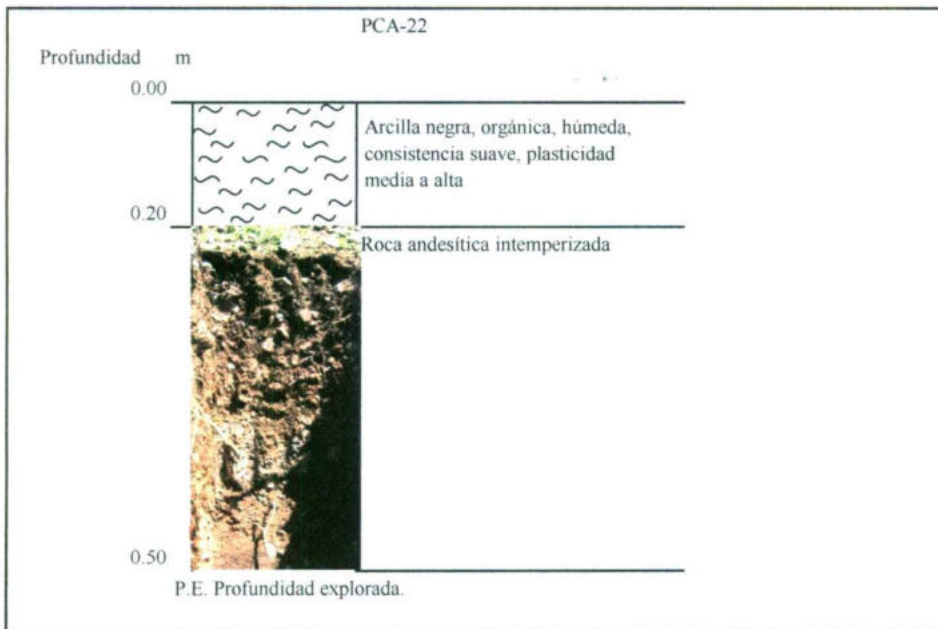 PCA-22
Profundidad m
0.00
Arcilla negra, orgánica, húmeda,
consistencia suave, plasticidad
media a alta
0.20
Roca andesítica intemperizada
0.50
P.E. Profundidad explorada.